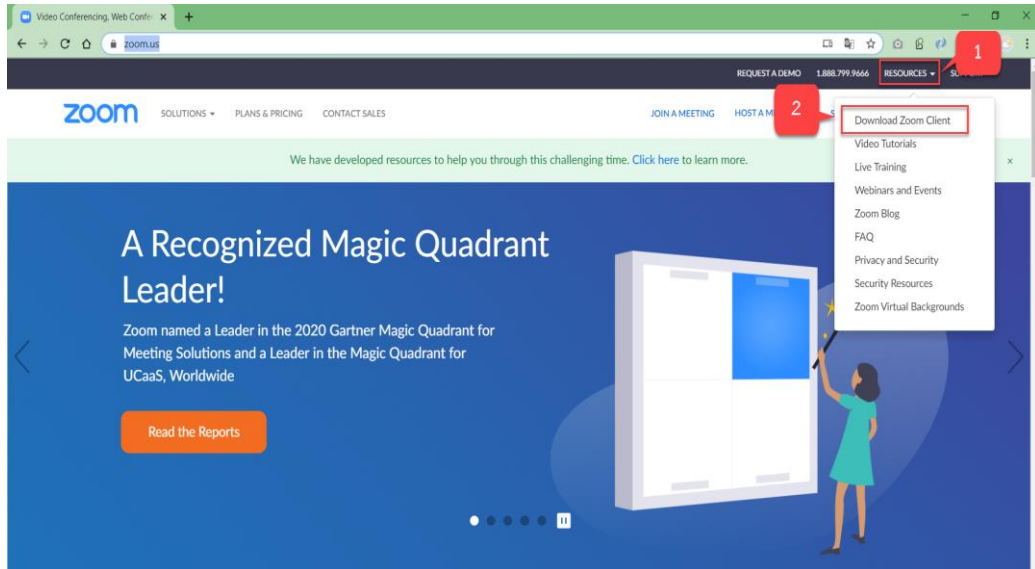 Video Conferencing, Web Confe
zoom.us
1
REQUEST A DEMO 1.888.799.9666 RESOURCES
2
zoom SOLUTIONS PLANS & PRICING CONTACT SALES JOIN A MEETING HOST A M
Download Zoom Client
Video Tutorials
Live Training
Webinars and Events
Zoom Blog
FAQ
Privacy and Security
Security Resources
Zoom Virtual Backgrounds
We have developed resources to help you through this challenging time. Click here to learn more.
A Recognized Magic Quadrant
Leader!
Zoom named a Leader in the 2020 Gartner Magic Quadrant for
Meeting Solutions and a Leader in the Magic Quadrant for
UCaaS, Worldwide
Read the Reports